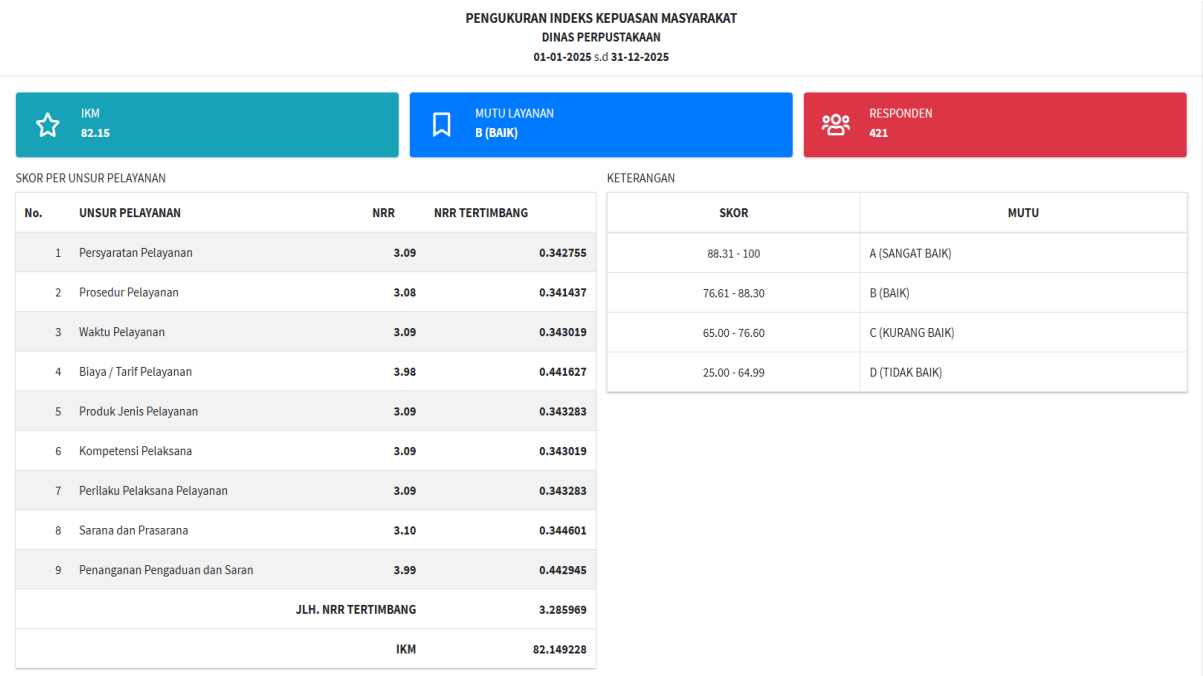 PENGUKURAN INDEKS KEPUASAN MASYARAKAT
DINAS PERPUSTAKAAN
01-01-2025 s.d 31-12-2025
IKM
82.15
MUTU LAYANAN
B (BAIK)
RESPONDEN
421
SKOR PER UNSUR PELAYANAN
No. UNSUR PELAYANAN NRR NRR TERTIMBANG
1 Persyaratan Pelayanan 3.09 0.342755
2 Prosedur Pelayanan 3.08 0.341437
3 Waktu Pelayanan 3.09 0.343019
4 Biaya / Tarif Pelayanan 3.98 0.441627
5 Produk Jenis Pelayanan 3.09 0.343283
6 Kompetensi Pelaksana 3.09 0.343019
7 Perilaku Pelaksana Pelayanan 3.09 0.343283
8 Sarana dan Prasarana 3.10 0.344601
9 Penanganan Pengaduan dan Saran 3.99 0.442945
JLH. NRR TERTIMBANG 3.285969
IKM 82.149228
KETERANGAN
SKOR MUTU
88.31 - 100 A (SANGAT BAIK)
76.61 - 88.30 B (BAIK)
65.00 - 76.60 C (KURANG BAIK)
25.00 - 64.99 D (TIDAK BAIK)